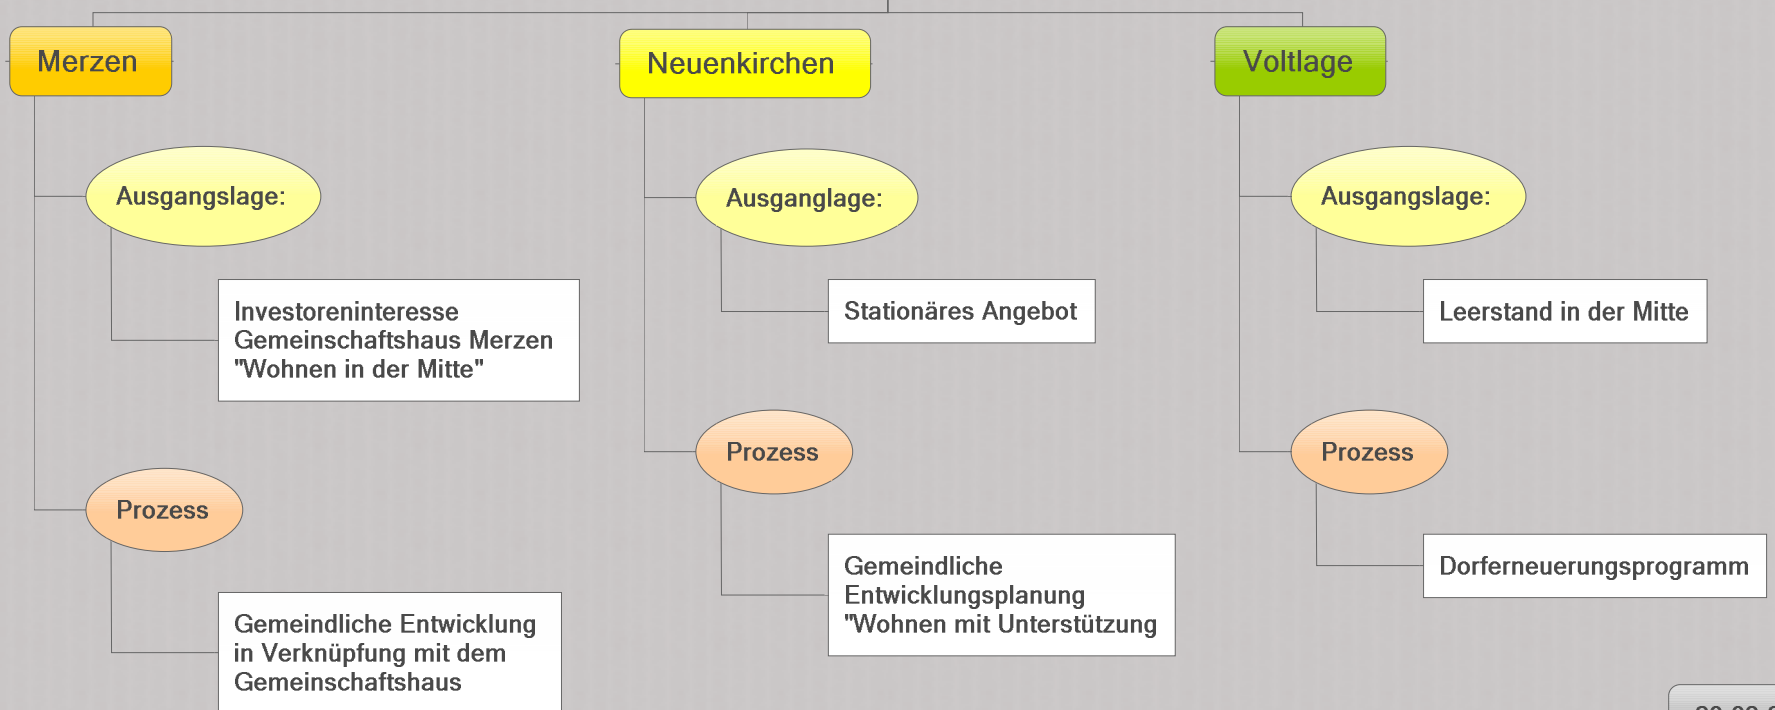 Merzen
Neuenkirchen
Voltlage
Ausgangslage:
Ausganglage:
Ausgangslage:
Investoreninteresse
Gemeinschaftshaus Merzen
"Wohnen in der Mitte"
Stationäres Angebot
Leerstand in der Mitte
Prozess
Prozess
Prozess
Gemeindliche Entwicklung
in Verknüpfung mit dem
Gemeinschaftshaus
Gemeindliche
Entwicklungsplanung
"Wohnen mit Unterstützung
Dorferneuerungsprogramm